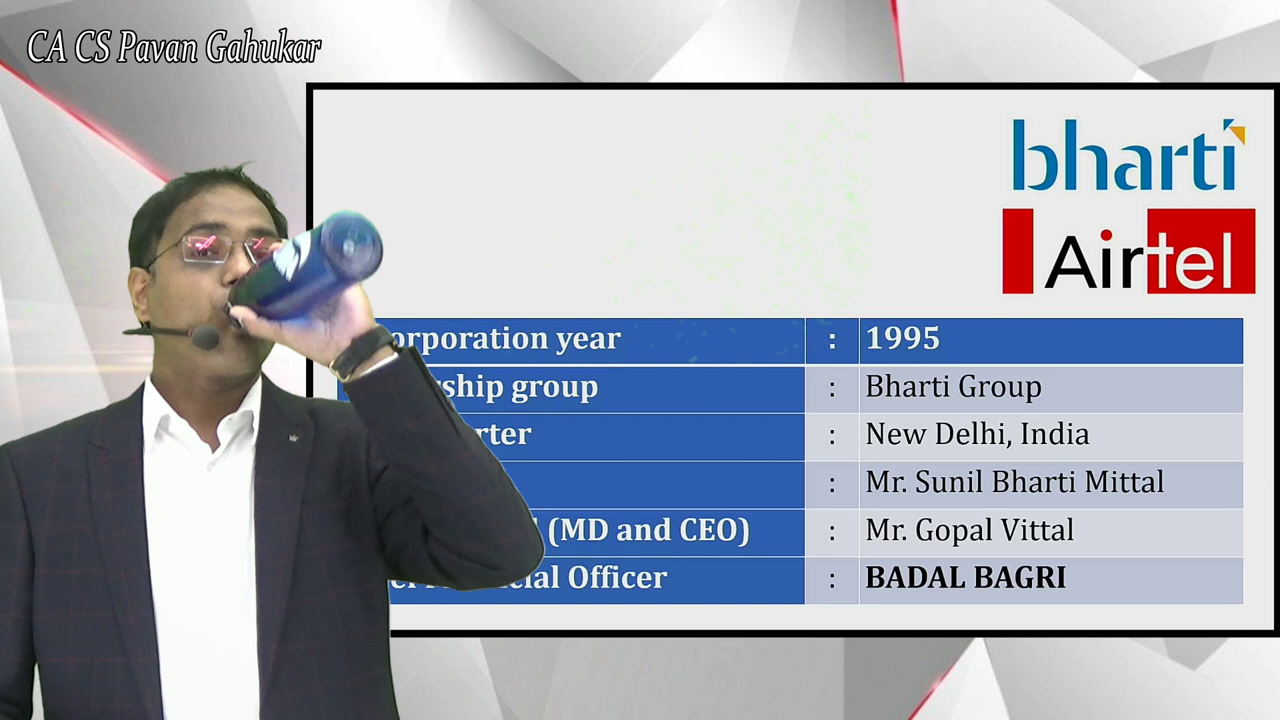 CA CS Pavan Gahukar
bharti
Airtel
orporation year : 1995
ship group : Bharti Group
rter : New Delhi, India
: Mr. Sunil Bharti Mittal
(MD and CEO) : Mr. Gopal Vittal
cial Officer : BADAL BAGRI